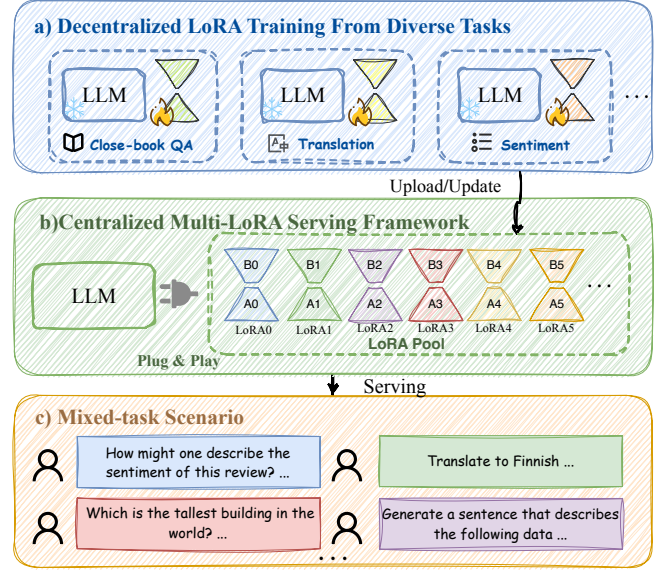 a) Decentralized LoRA Training From Diverse Tasks
LLM
LLM
LLM
...
Close-book QA
Translation
Sentiment
Upload/Update
b)Centralized Multi-LoRA Serving Framework
B0 B1 B2 B3 B4 B5
LLM
...
A0 A1 A2 A3 A4 A5
LoRA0 LoRA1 LoRA2 LoRA3 LoRA4 LoRA5
LoRA Pool
Plug & Play
Serving
c) Mixed-task Scenario
How might one describe the
sentiment of this review? ...
Translate to Finnish ...
Which is the tallest building in the
world? ...
Generate a sentence that describes
the following data ...
...